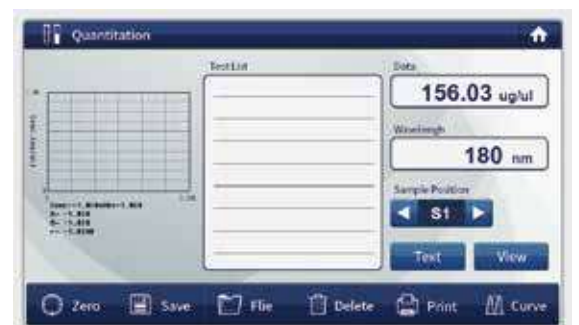 Quantitation
Test List
Data
156.03 ug/ul
Wavelength
180 nm
Sample Position
S1
Text
View
Zero
Save
Flie
Delete
Print
Curve